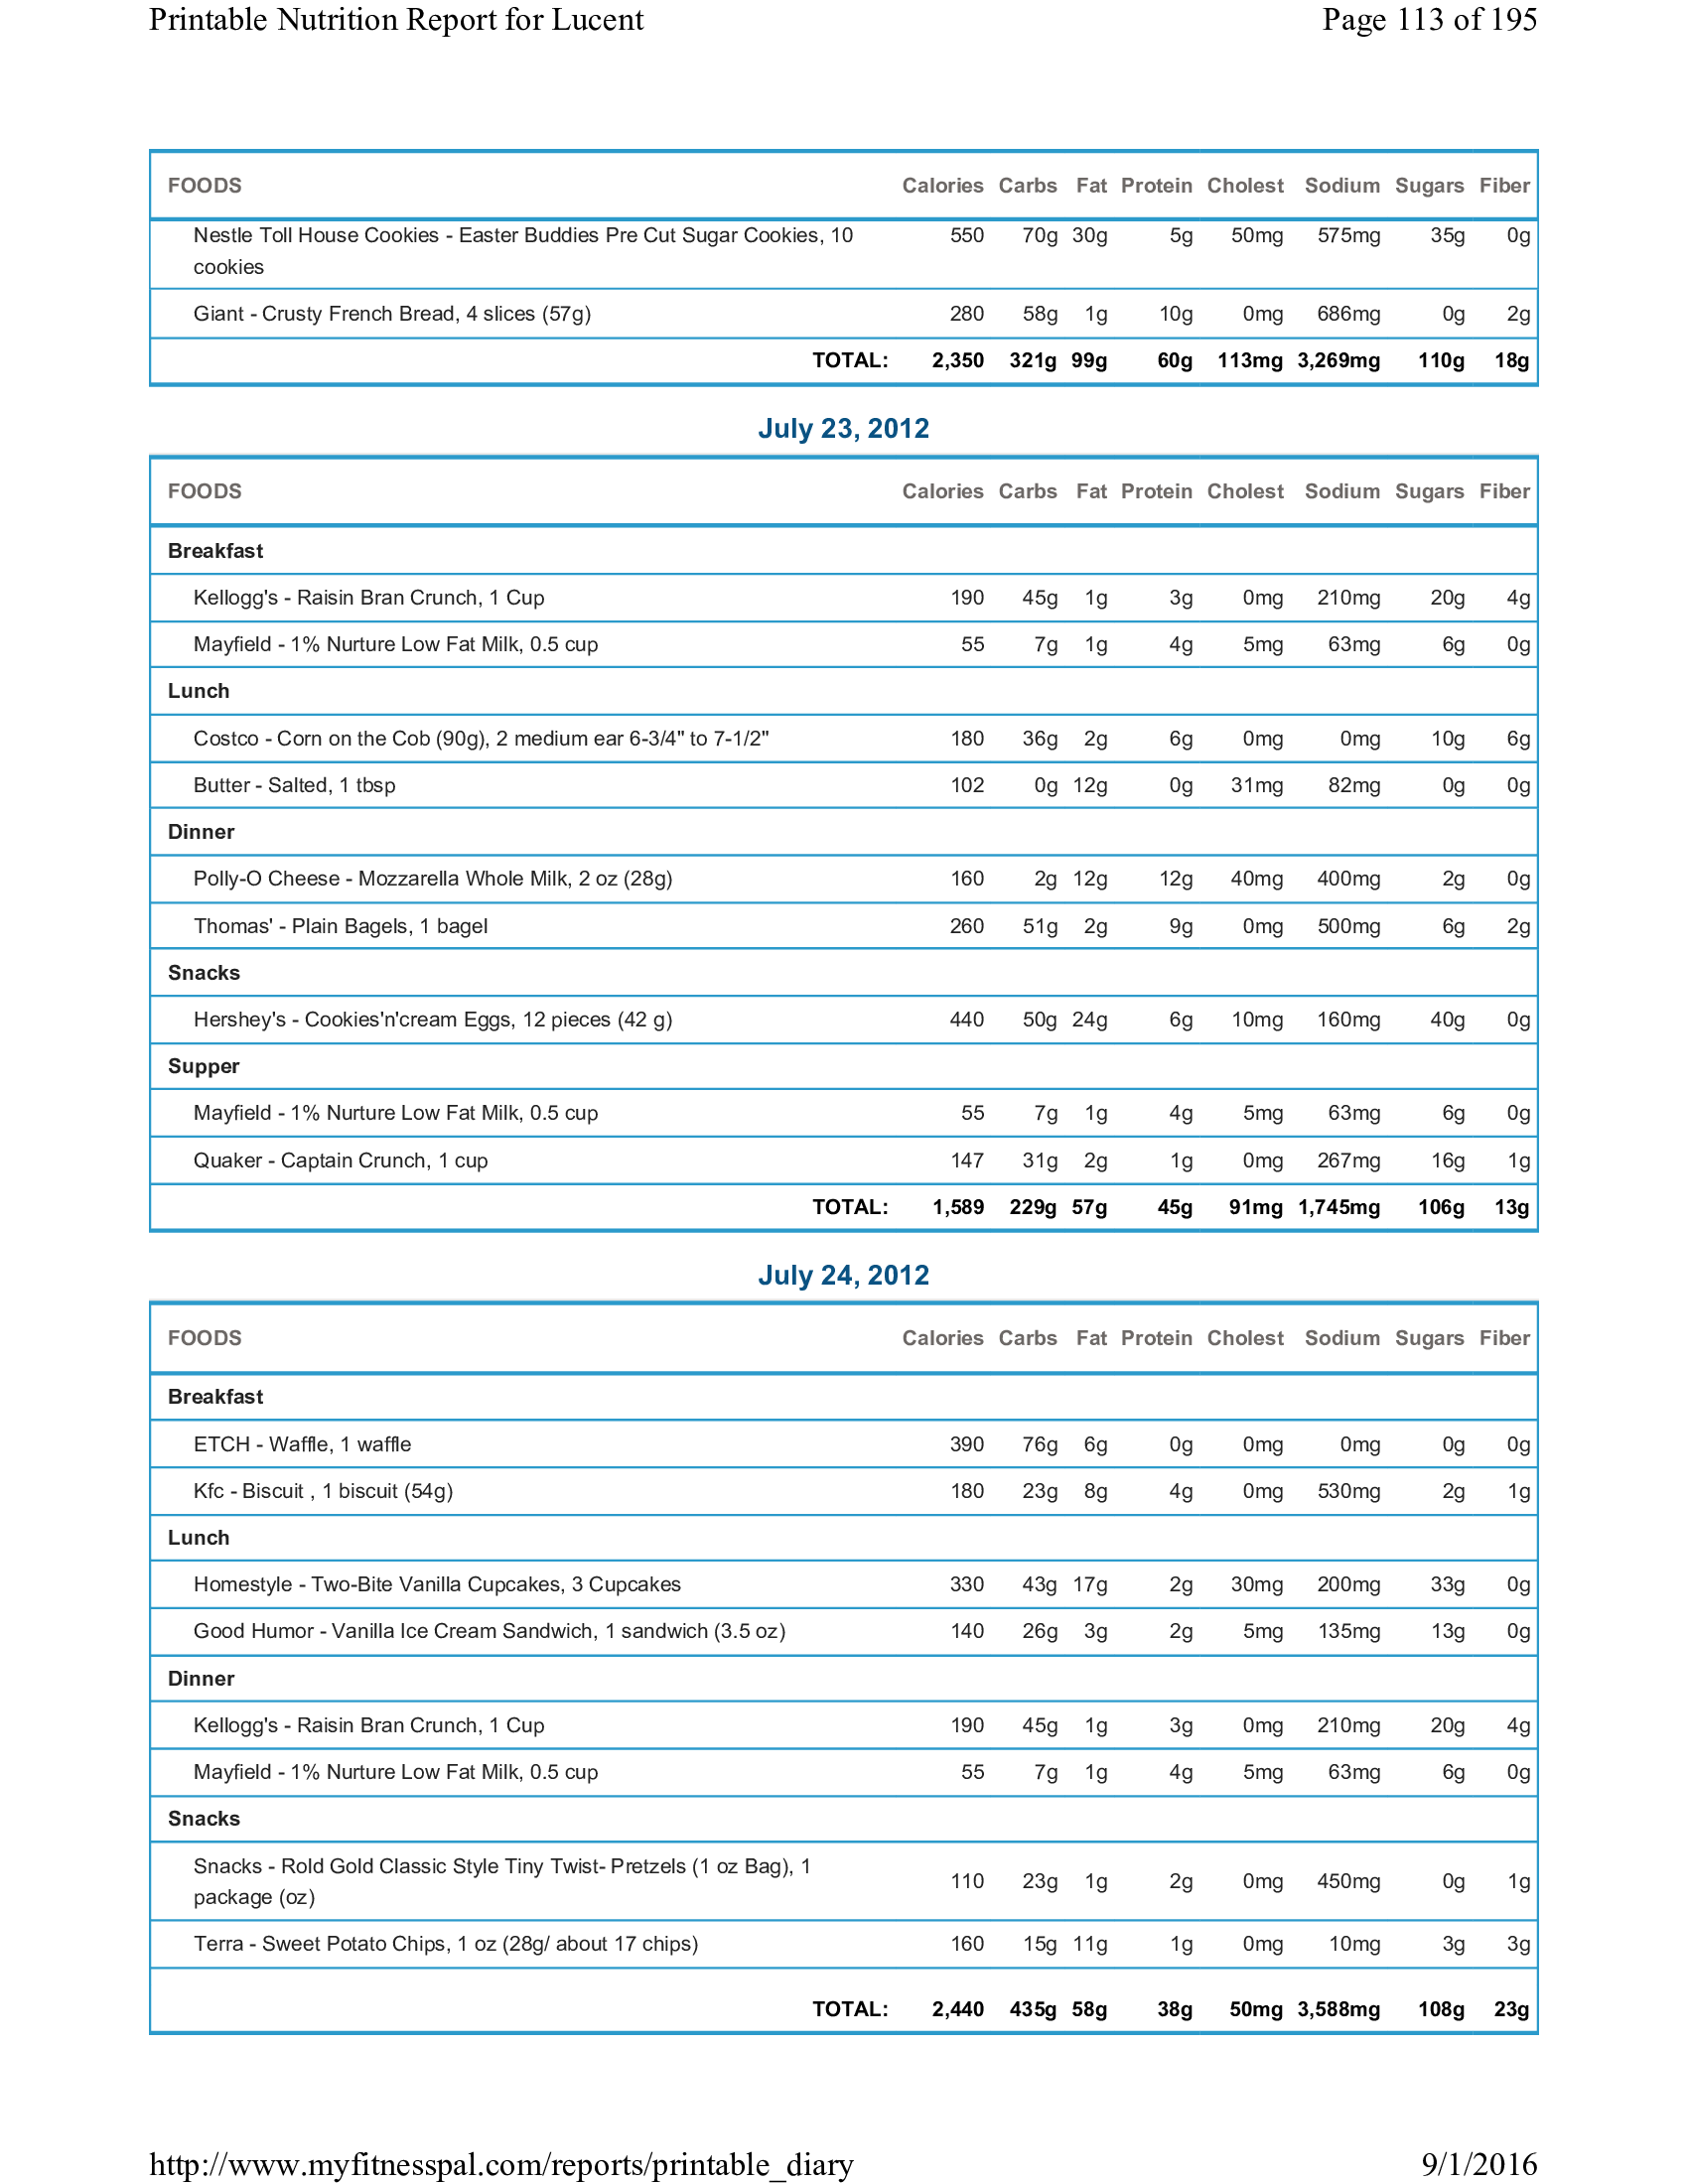 Printable Nutrition Report for Lucent Page 113 of 195
FOODS Calories Carbs Fat Protein Cholest Sodium Sugars Fiber
Nestle Toll House Cookies - Easter Buddies Pre Cut Sugar Cookies, 10 550 70g 30g 5g 50mg 575mg 35g 0g
cookies
Giant - Crusty French Bread, 4 slices (57g) 280 58g 1g 10g 0mg 686mg 0g 2g
TOTAL: 2,350 321g 99g 60g 113mg 3,269mg 110g 18g
July 23, 2012
FOODS Calories Carbs Fat Protein Cholest Sodium Sugars Fiber
Breakfast
Kellogg's - Raisin Bran Crunch, 1 Cup 190 45g 1g 3g 0mg 210mg 20g 4g
Mayfield - 1% Nurture Low Fat Milk, 0.5 cup 55 7g 1g 4g 5mg 63mg 6g 0g
Lunch
Costco - Corn on the Cob (90g), 2 medium ear 6-3/4" to 7-1/2" 180 36g 2g 6g 0mg 0mg 10g 6g
Butter - Salted, 1 tbsp 102 0g 12g 0g 31mg 82mg 0g 0g
Dinner
Polly-O Cheese - Mozzarella Whole Milk, 2 oz (28g) 160 2g 12g 12g 40mg 400mg 2g 0g
Thomas' - Plain Bagels, 1 bagel 260 51g 2g 9g 0mg 500mg 6g 2g
Snacks
Hershey's - Cookies'n'cream Eggs, 12 pieces (42 g) 440 50g 24g 6g 10mg 160mg 40g 0g
Supper
Mayfield - 1% Nurture Low Fat Milk, 0.5 cup 55 7g 1g 4g 5mg 63mg 6g 0g
Quaker - Captain Crunch, 1 cup 147 31g 2g 1g 0mg 267mg 16g 1g
TOTAL: 1,589 229g 57g 45g 91mg 1,745mg 106g 13g
July 24, 2012
FOODS Calories Carbs Fat Protein Cholest Sodium Sugars Fiber
Breakfast
ETCH - Waffle, 1 waffle 390 76g 6g 0g 0mg 0mg 0g 0g
Kfc - Biscuit , 1 biscuit (54g) 180 23g 8g 4g 0mg 530mg 2g 1g
Lunch
Homestyle - Two-Bite Vanilla Cupcakes, 3 Cupcakes 330 43g 17g 2g 30mg 200mg 33g 0g
Good Humor - Vanilla Ice Cream Sandwich, 1 sandwich (3.5 oz) 140 26g 3g 2g 5mg 135mg 13g 0g
Dinner
Kellogg's - Raisin Bran Crunch, 1 Cup 190 45g 1g 3g 0mg 210mg 20g 4g
Mayfield - 1% Nurture Low Fat Milk, 0.5 cup 55 7g 1g 4g 5mg 63mg 6g 0g
Snacks
Snacks - Rold Gold Classic Style Tiny Twist- Pretzels (1 oz Bag), 1 110 23g 1g 2g 0mg 450mg 0g 1g
package (oz)
Terra - Sweet Potato Chips, 1 oz (28g/ about 17 chips) 160 15g 11g 1g 0mg 10mg 3g 3g
TOTAL: 2,440 435g 58g 38g 50mg 3,588mg 108g 23g
http://www.myfitnesspal.com/reports/printable_diary 9/1/2016